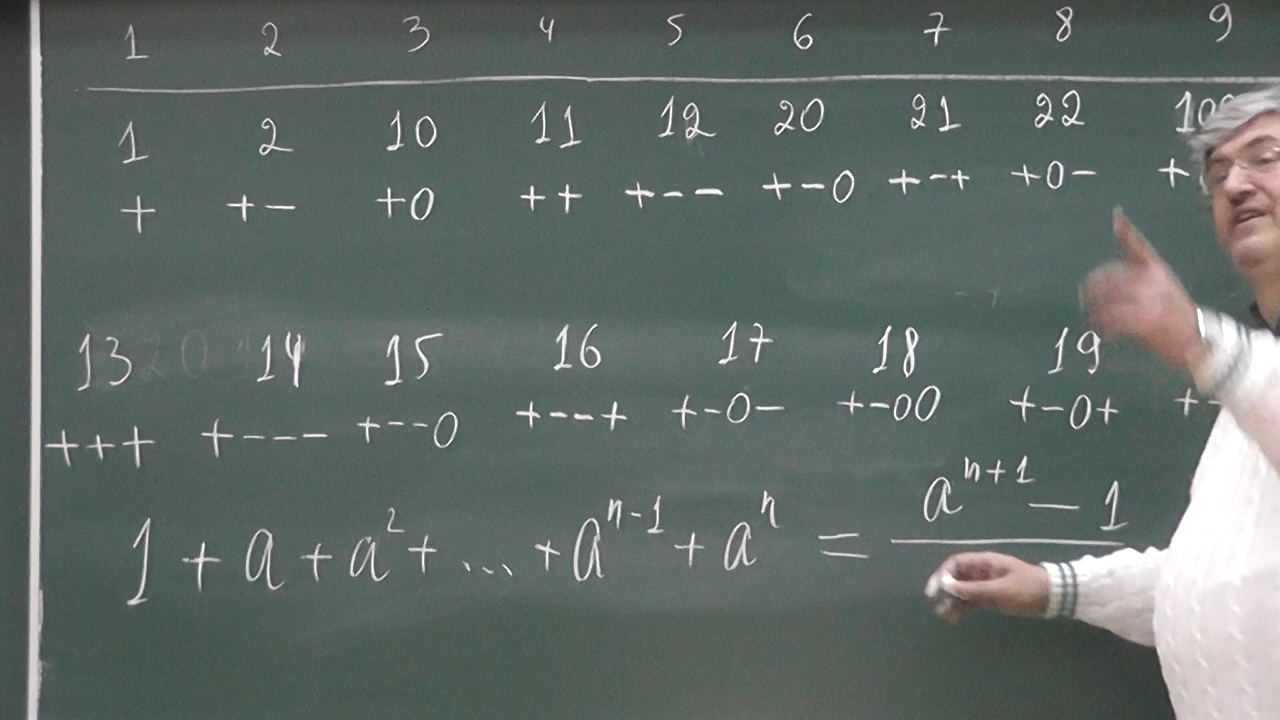 1 2 3 4 5 6 7 8 9
1 2 10 11 12 20 21 22 100
+ +- +0 ++ +-- +-0 +-+ +0- +
13 14 15 16 17 18 19
+++ +--- +--0 +--+ +-0- +-00 +-0+ +-
1 + a + a² + ... + aⁿ⁻¹ + aⁿ = aⁿ⁺¹ - 1